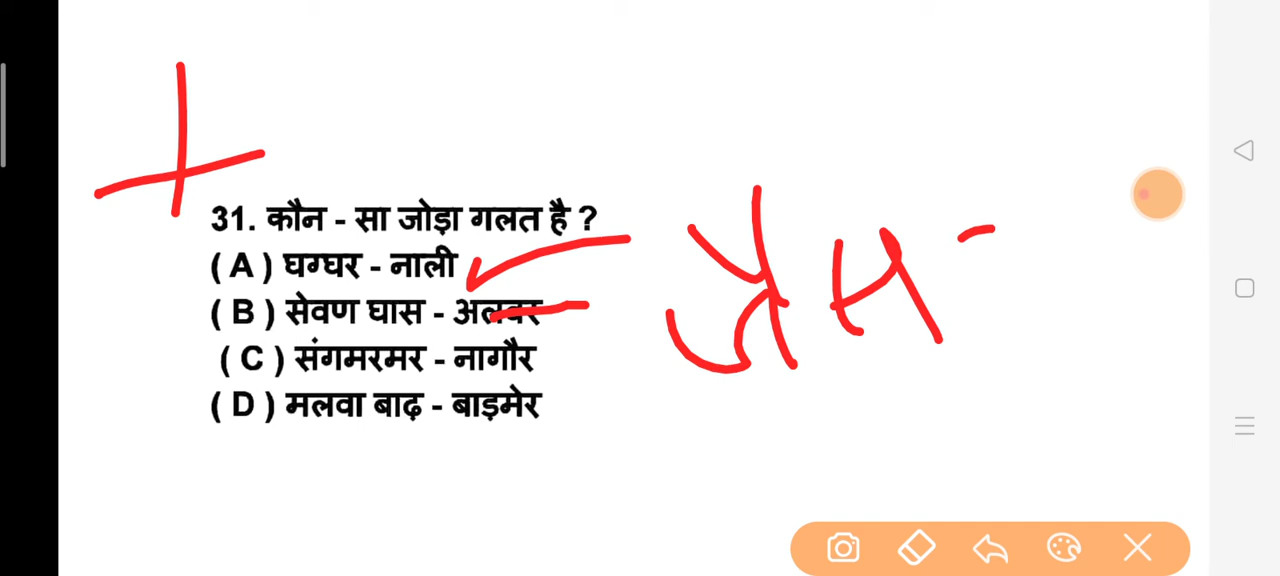 31. कौन - सा जोड़ा गलत है ?
( A ) घग्घर - नाली
( B ) सेवण घास - अलवर
( C ) संगमरमर - नागौर
( D ) मलवा बाढ़ - बाड़मेर